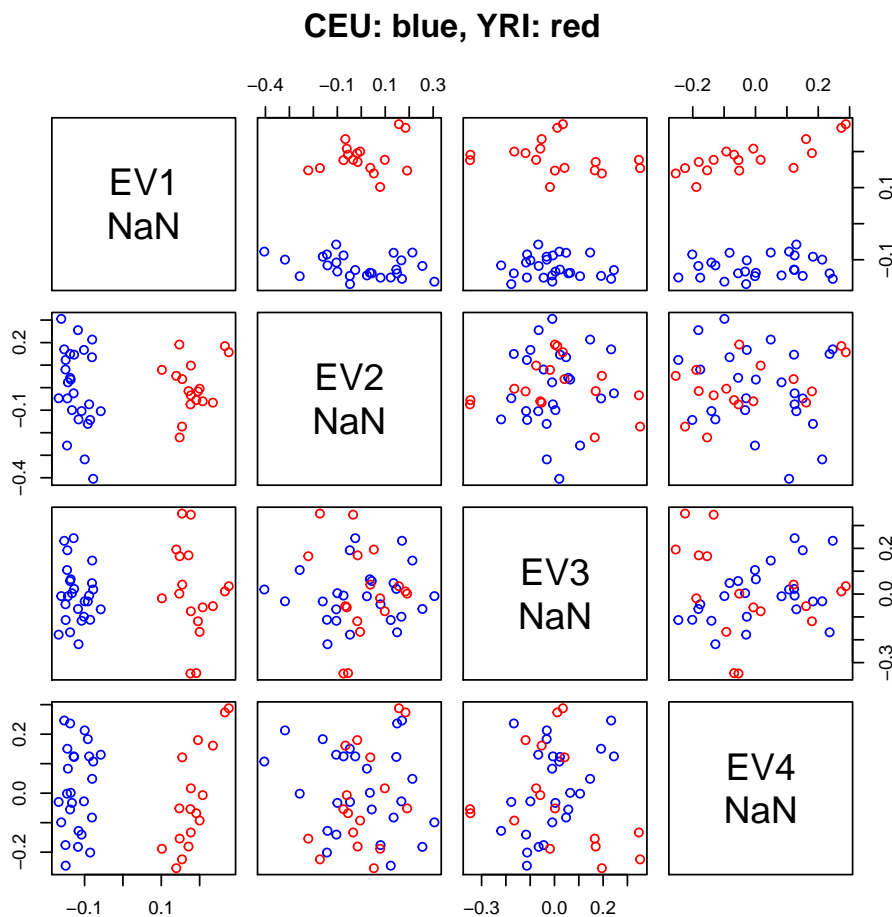 CEU: blue, YRI: red
−0.4 −0.1 0.1 0.3 −0.2 0.0 0.2
EV1
NaN
−0.1 0.1
0.2 −0.1 −0.4
EV2
NaN
EV3
NaN
−0.3 0.0 0.2
0.2 0.0 −0.2
EV4
NaN
−0.1 0.1 −0.3 0.0 0.2